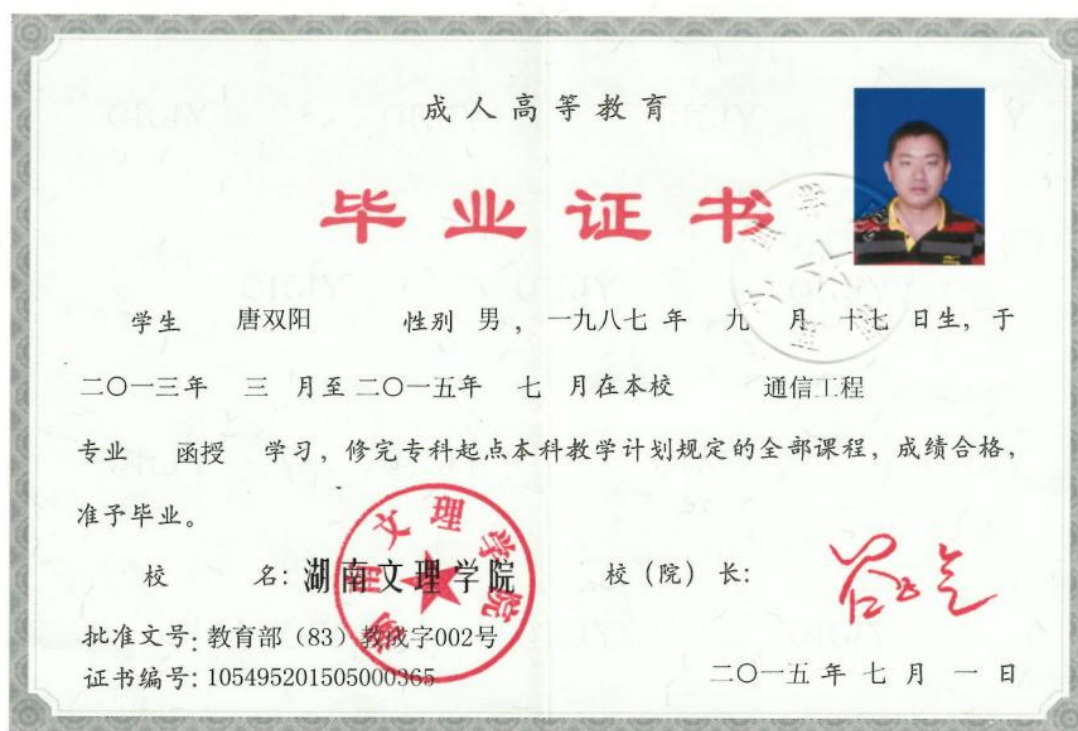 成人高等教育
毕业证书
学生 唐双阳 性别 男，一九八七 年 九 月 十七 日生，于
二〇一三年 三 月至 二〇一五年 七 月在本校 通信工程
专业 函授 学习，修完专科起点本科教学计划规定的全部课程，成绩合格，
准予毕业。
校 名：湖南文理学院 校（院）长：
湖南文理学院
批准文号：教育部（83）教成字002号
证书编号：105495201505000365
二〇一五 年 七 月 一 日